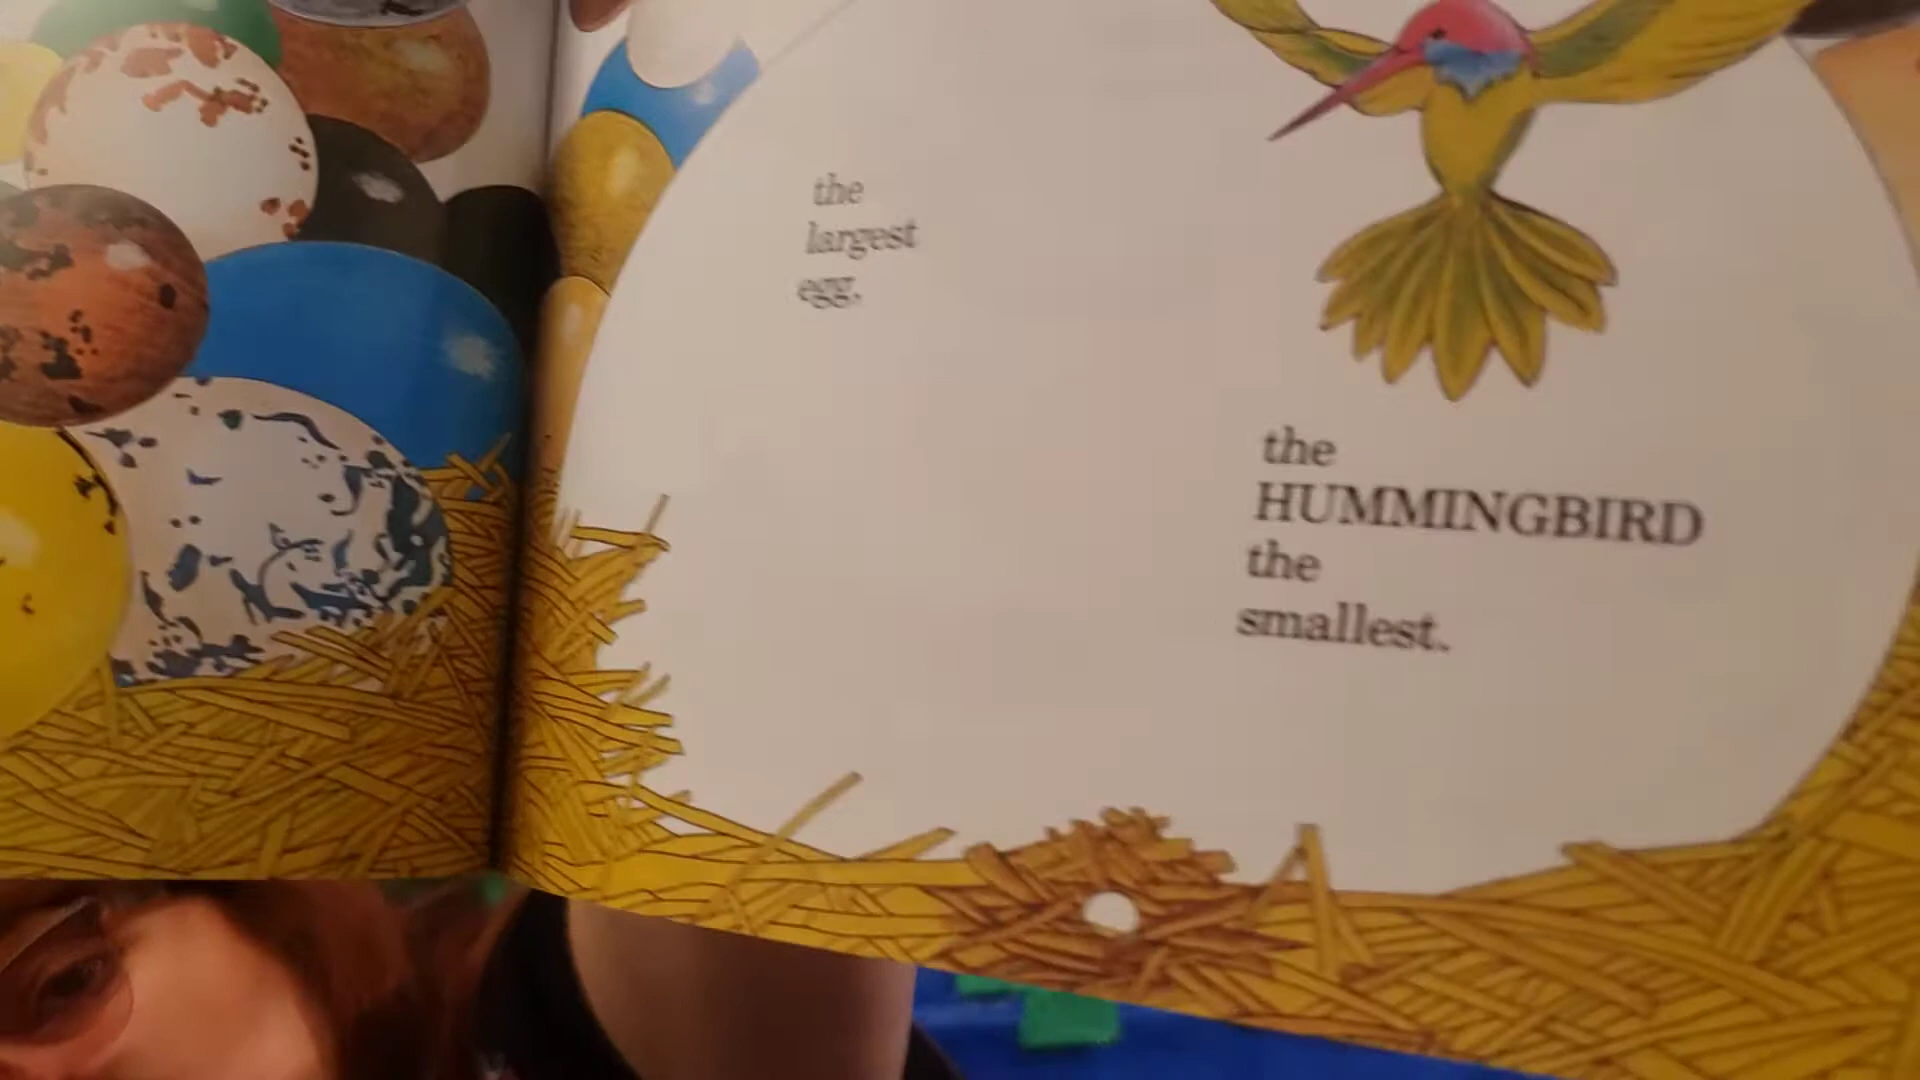 the
largest
egg,
the
HUMMINGBIRD
the
smallest.